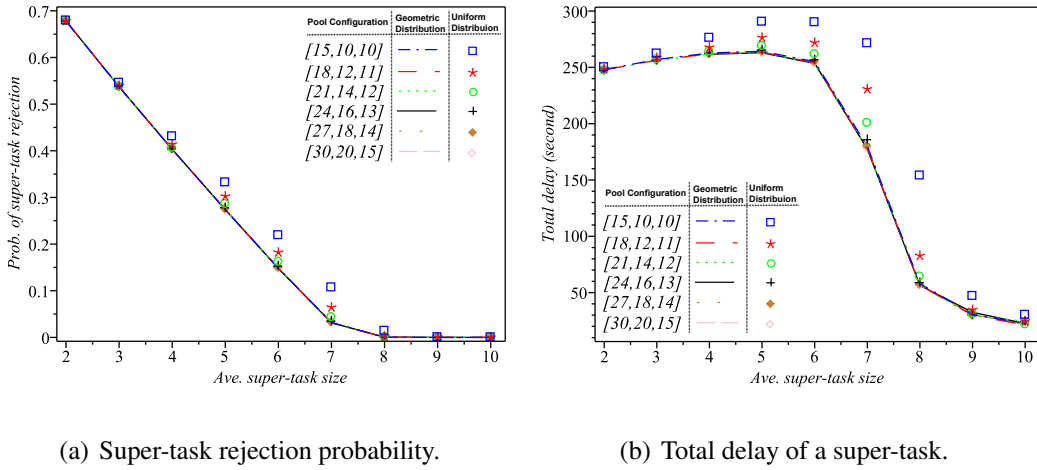 0.7
0.6
0.5
0.4
0.3
0.2
0.1
0
Prob. of super-task rejection
2 3 4 5 6 7 8 9 10
Ave. super-task size
Pool Configuration Geometric Distribution Uniform Distribuion
[15,10,10]
[18,12,11]
[21,14,12]
[24,16,13]
[27,18,14]
[30,20,15]
(a) Super-task rejection probability.
300
250
200
150
100
50
Total delay (second)
2 3 4 5 6 7 8 9 10
Ave. super-task size
Pool Configuration Geometric Distribution Uniform Distribuion
[15,10,10]
[18,12,11]
[21,14,12]
[24,16,13]
[27,18,14]
[30,20,15]
(b) Total delay of a super-task.